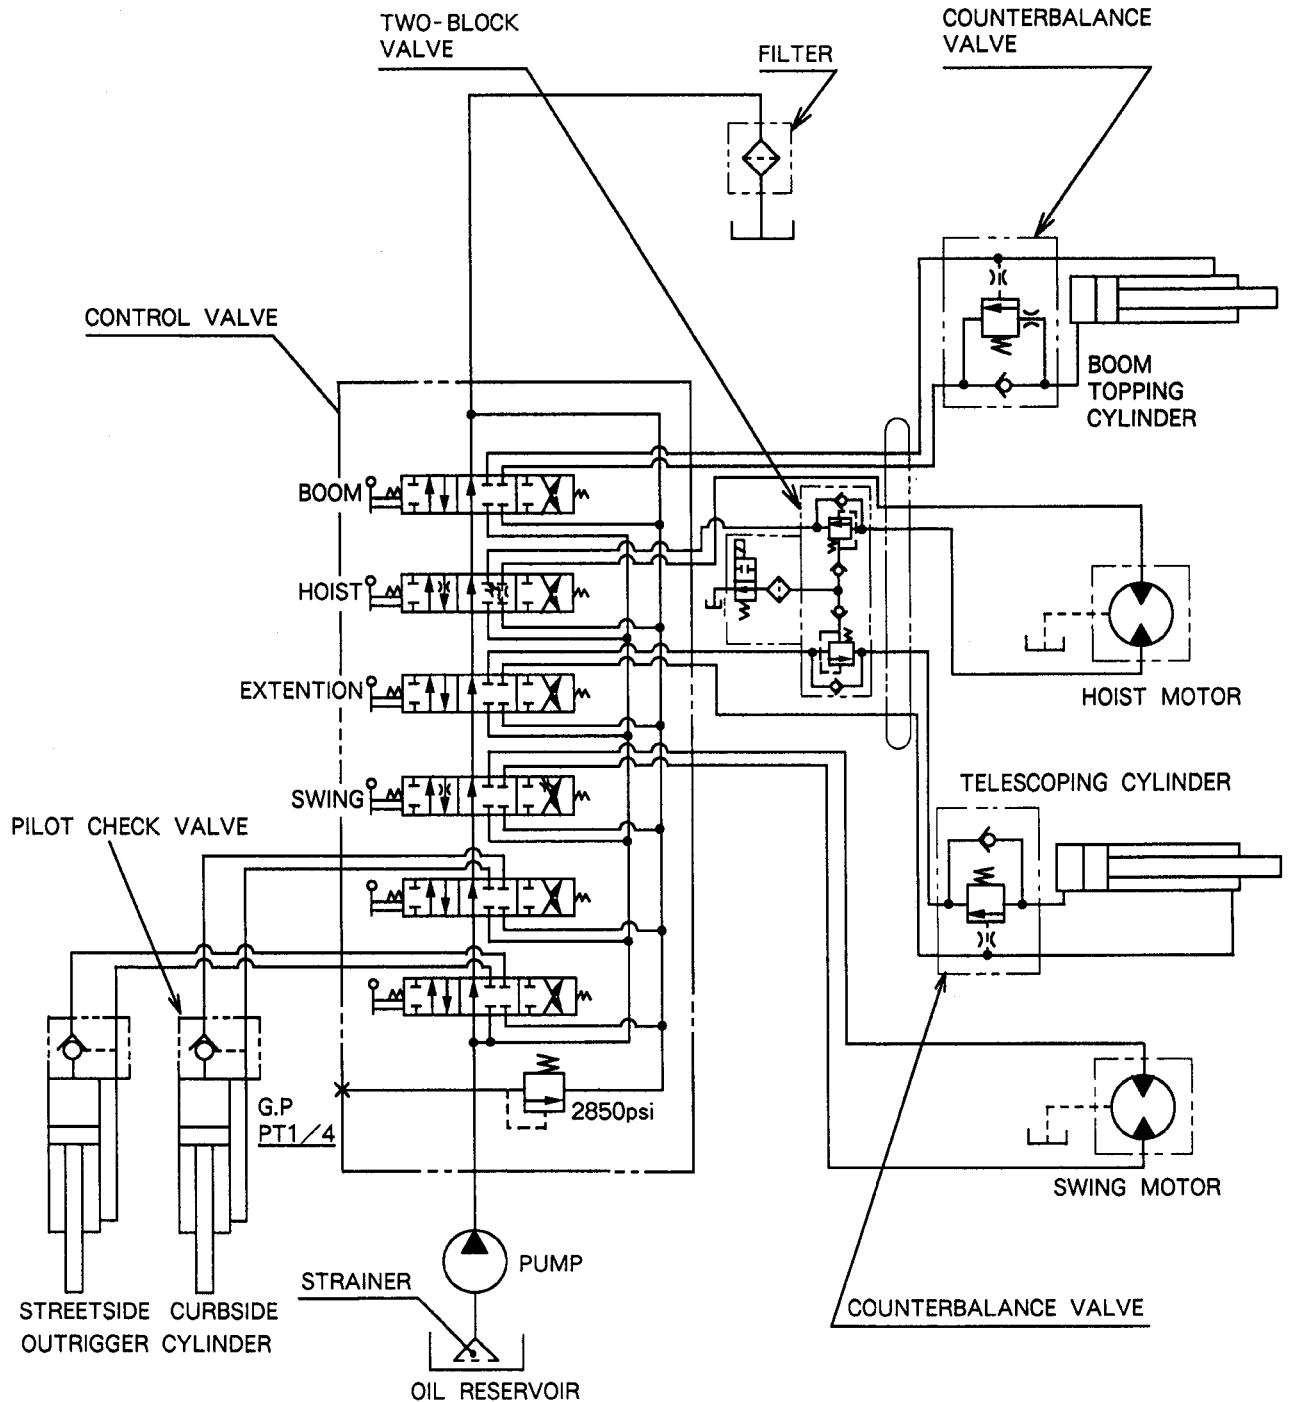 TWO-BLOCK
VALVE
FILTER
COUNTERBALANCE
VALVE
CONTROL VALVE
BOOM
TOPPING
CYLINDER
BOOM
HOIST
EXTENTION
HOIST MOTOR
SWING
TELESCOPING CYLINDER
PILOT CHECK VALVE
G.P
PT1/4
2850psi
SWING MOTOR
PUMP
STRAINER
STREETSIDE CURBSIDE
OUTRIGGER CYLINDER
COUNTERBALANCE VALVE
OIL RESERVOIR